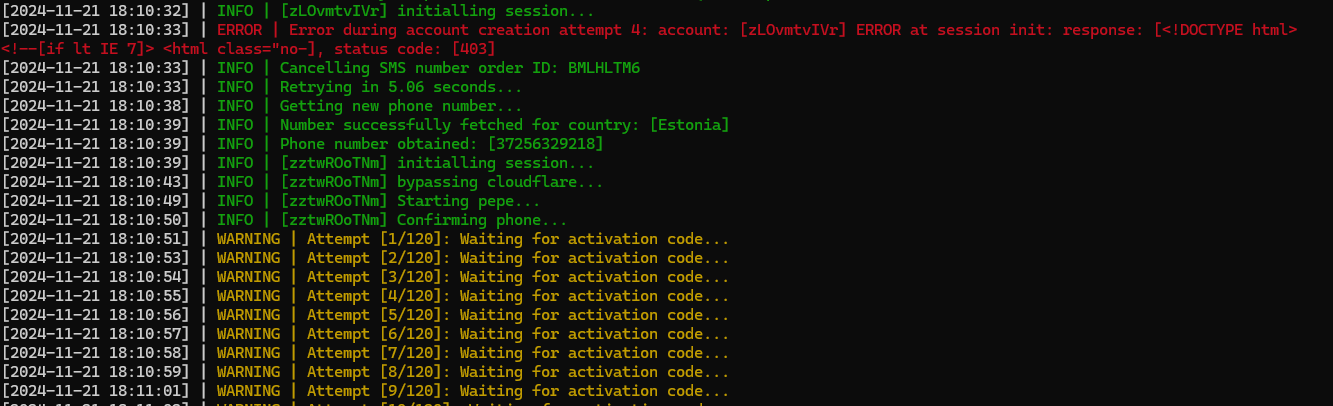 [2024-11-21 18:10:32] | INFO | [zLOvmtvIVr] initialling session...
[2024-11-21 18:10:33] | ERROR | Error during account creation attempt 4: account: [zLOvmtvIVr] ERROR at session init: response: [<!DOCTYPE html>
<!--[if lt IE 7]> <html class="no-], status code: [403]
[2024-11-21 18:10:33] | INFO | Cancelling SMS number order ID: BMLHLTM6
[2024-11-21 18:10:33] | INFO | Retrying in 5.06 seconds...
[2024-11-21 18:10:38] | INFO | Getting new phone number...
[2024-11-21 18:10:39] | INFO | Number successfully fetched for country: [Estonia]
[2024-11-21 18:10:39] | INFO | Phone number obtained: [37256329218]
[2024-11-21 18:10:39] | INFO | [zztwROoTNm] initialling session...
[2024-11-21 18:10:43] | INFO | [zztwROoTNm] bypassing cloudflare...
[2024-11-21 18:10:49] | INFO | [zztwROoTNm] Starting pepe...
[2024-11-21 18:10:50] | INFO | [zztwROoTNm] Confirming phone...
[2024-11-21 18:10:51] | WARNING | Attempt [1/120]: Waiting for activation code...
[2024-11-21 18:10:53] | WARNING | Attempt [2/120]: Waiting for activation code...
[2024-11-21 18:10:54] | WARNING | Attempt [3/120]: Waiting for activation code...
[2024-11-21 18:10:55] | WARNING | Attempt [4/120]: Waiting for activation code...
[2024-11-21 18:10:56] | WARNING | Attempt [5/120]: Waiting for activation code...
[2024-11-21 18:10:57] | WARNING | Attempt [6/120]: Waiting for activation code...
[2024-11-21 18:10:58] | WARNING | Attempt [7/120]: Waiting for activation code...
[2024-11-21 18:10:59] | WARNING | Attempt [8/120]: Waiting for activation code...
[2024-11-21 18:11:01] | WARNING | Attempt [9/120]: Waiting for activation code...